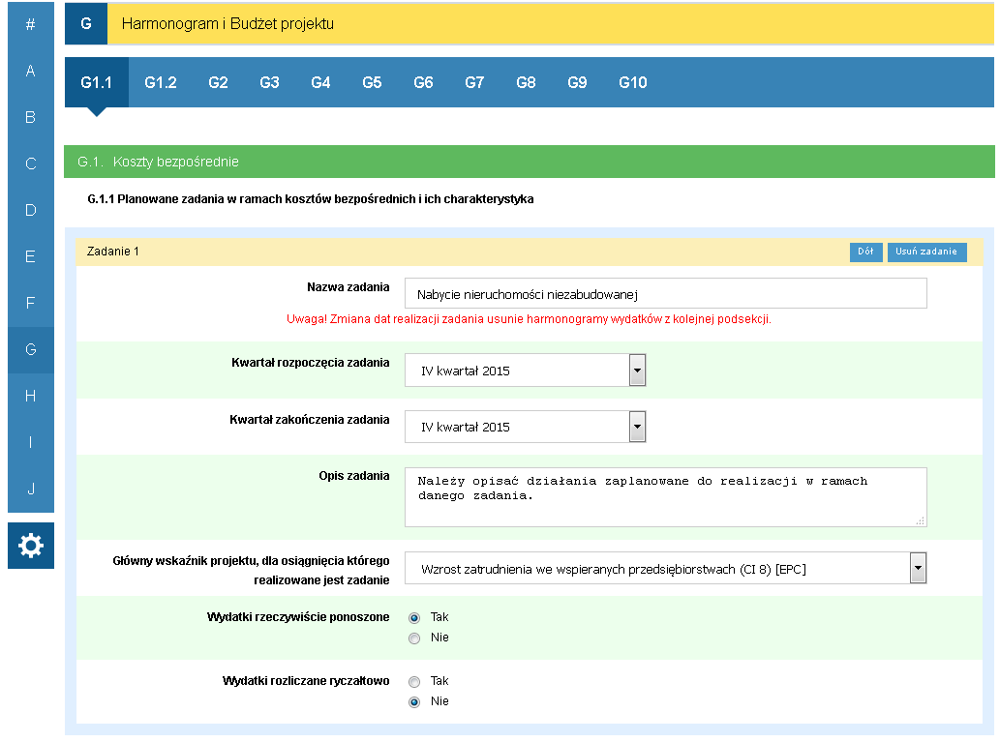 #
A
B
C
D
E
F
G
H
I
J
G Harmonogram i Budżet projektu
G1.1 G1.2 G2 G3 G4 G5 G6 G7 G8 G9 G10
G.1. Koszty bezpośrednie
G.1.1 Planowane zadania w ramach kosztów bezpośrednich i ich charakterystyka
Zadanie 1 Dół Usuń zadanie
Nazwa zadania Nabycie nieruchomości niezabudowanej
Uwaga! Zmiana dat realizacji zadania usunie harmonogramy wydatków z kolejnej podsekcji.
Kwartał rozpoczęcia zadania IV kwartał 2015
Kwartał zakończenia zadania IV kwartał 2015
Opis zadania Należy opisać działania zaplanowane do realizacji w ramach
danego zadania.
Główny wskaźnik projektu, dla osiągnięcia którego
realizowane jest zadanie Wzrost zatrudnienia we wspieranych przedsiębiorstwach (CI 8) [EPC]
Wydatki rzeczywiście ponoszone Tak
Nie
Wydatki rozliczane ryczałtowo Tak
Nie